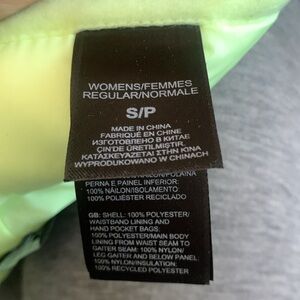 WOMENS/FEMMES
REGULAR/NORMALE
S/P
MADE IN CHINA
FABRIQUÉ EN CHINE
ИЗГОТОВЛЕНО В КИТАЕ
ÇIN'DE ÜRETILMIŞTIR
ΚΑΤΑΣΚΕΥΑΖΕΤΑΙ ΣΤΗΝ ΚΙΝΑ
WYPRODUKOWANO W CHINACH
PERNA E PAINEL INFERIOR:
100% NÁILON/ISOLAMENTO:
100% POLIÉSTER RECICLADO
GB: SHELL: 100% POLYESTER/
WAISTBAND LINING AND
HAND POCKET BAGS:
100% POLYESTER/MAIN BODY
LINING FROM WAIST SEAM TO
GAITER SEAM: 100% NYLON/
LEG GAITER AND BELOW PANEL:
100% NYLON/INSULATION:
100% RECYCLED POLYESTER